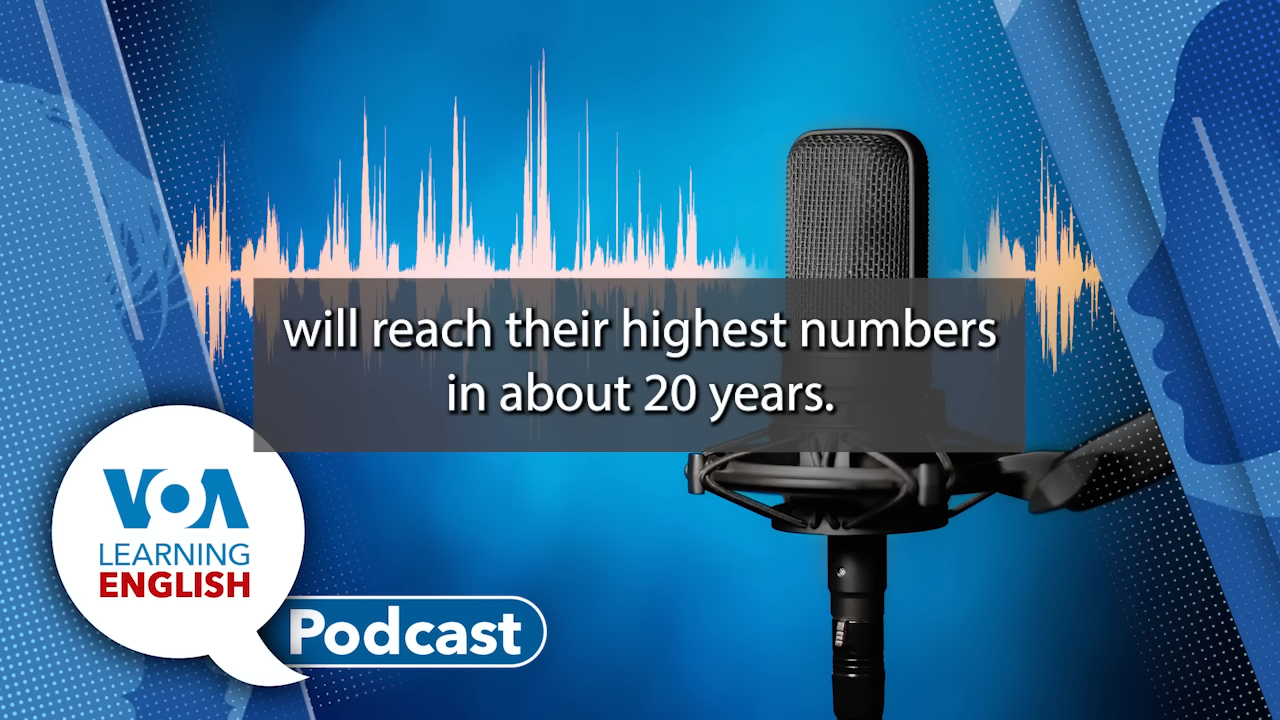 will reach their highest numbers
in about 20 years.
VOA
LEARNING
ENGLISH
Podcast